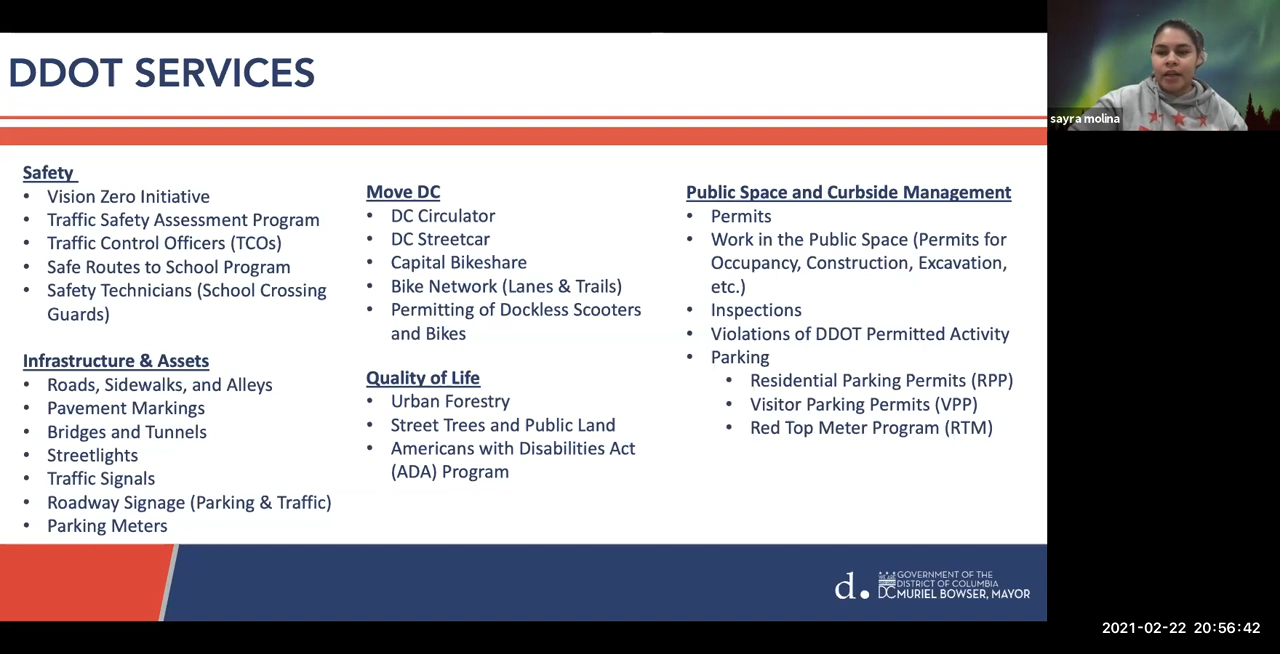 DDOT SERVICES
Safety
• Vision Zero Initiative
• Traffic Safety Assessment Program
• Traffic Control Officers (TCOs)
• Safe Routes to School Program
• Safety Technicians (School Crossing
Guards)
Infrastructure & Assets
• Roads, Sidewalks, and Alleys
• Pavement Markings
• Bridges and Tunnels
• Streetlights
• Traffic Signals
• Roadway Signage (Parking & Traffic)
• Parking Meters
Move DC
• DC Circulator
• DC Streetcar
• Capital Bikeshare
• Bike Network (Lanes & Trails)
• Permitting of Dockless Scooters
and Bikes
Quality of Life
• Urban Forestry
• Street Trees and Public Land
• Americans with Disabilities Act
(ADA) Program
Public Space and Curbside Management
• Permits
• Work in the Public Space (Permits for
Occupancy, Construction, Excavation,
etc.)
• Inspections
• Violations of DDOT Permitted Activity
• Parking
• Residential Parking Permits (RPP)
• Visitor Parking Permits (VPP)
• Red Top Meter Program (RTM)
d.
GOVERNMENT OF THE
DISTRICT OF COLUMBIA
DC MURIEL BOWSER, MAYOR
sayra molina
2021-02-22 20:56:42